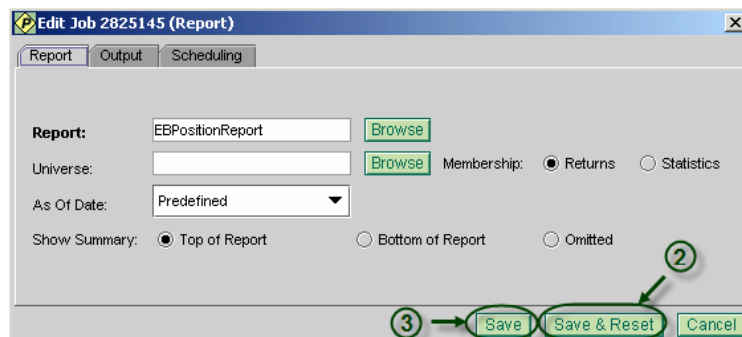 Edit Job 2825145 (Report)
Report Output Scheduling
Report: EBPositionReport Browse
Universe: Browse Membership: Returns Statistics
As Of Date: Predefined
Show Summary: Top of Report Bottom of Report Omitted
2
3 Save Save & Reset Cancel